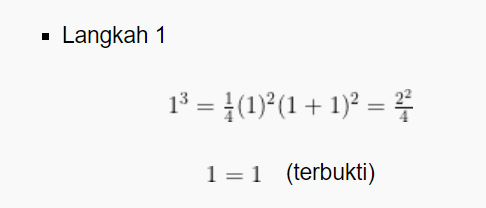 ▪ Langkah 1
1³ = ¼(1)²(1 + 1)² = 2²/4
1 = 1 (terbukti)